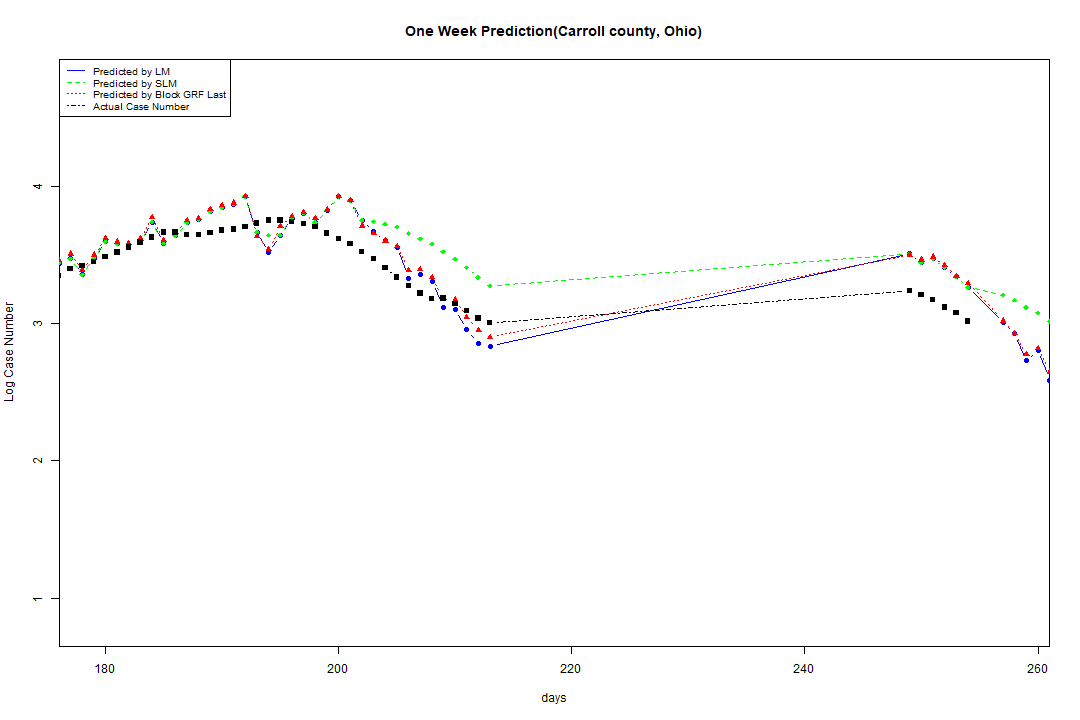 One Week Prediction(Carroll county, Ohio)
Predicted by LM
Predicted by SLM
Predicted by Block GRF Last
Actual Case Number
4
3
2
1
Log Case Number
180 200 220 240 260
days